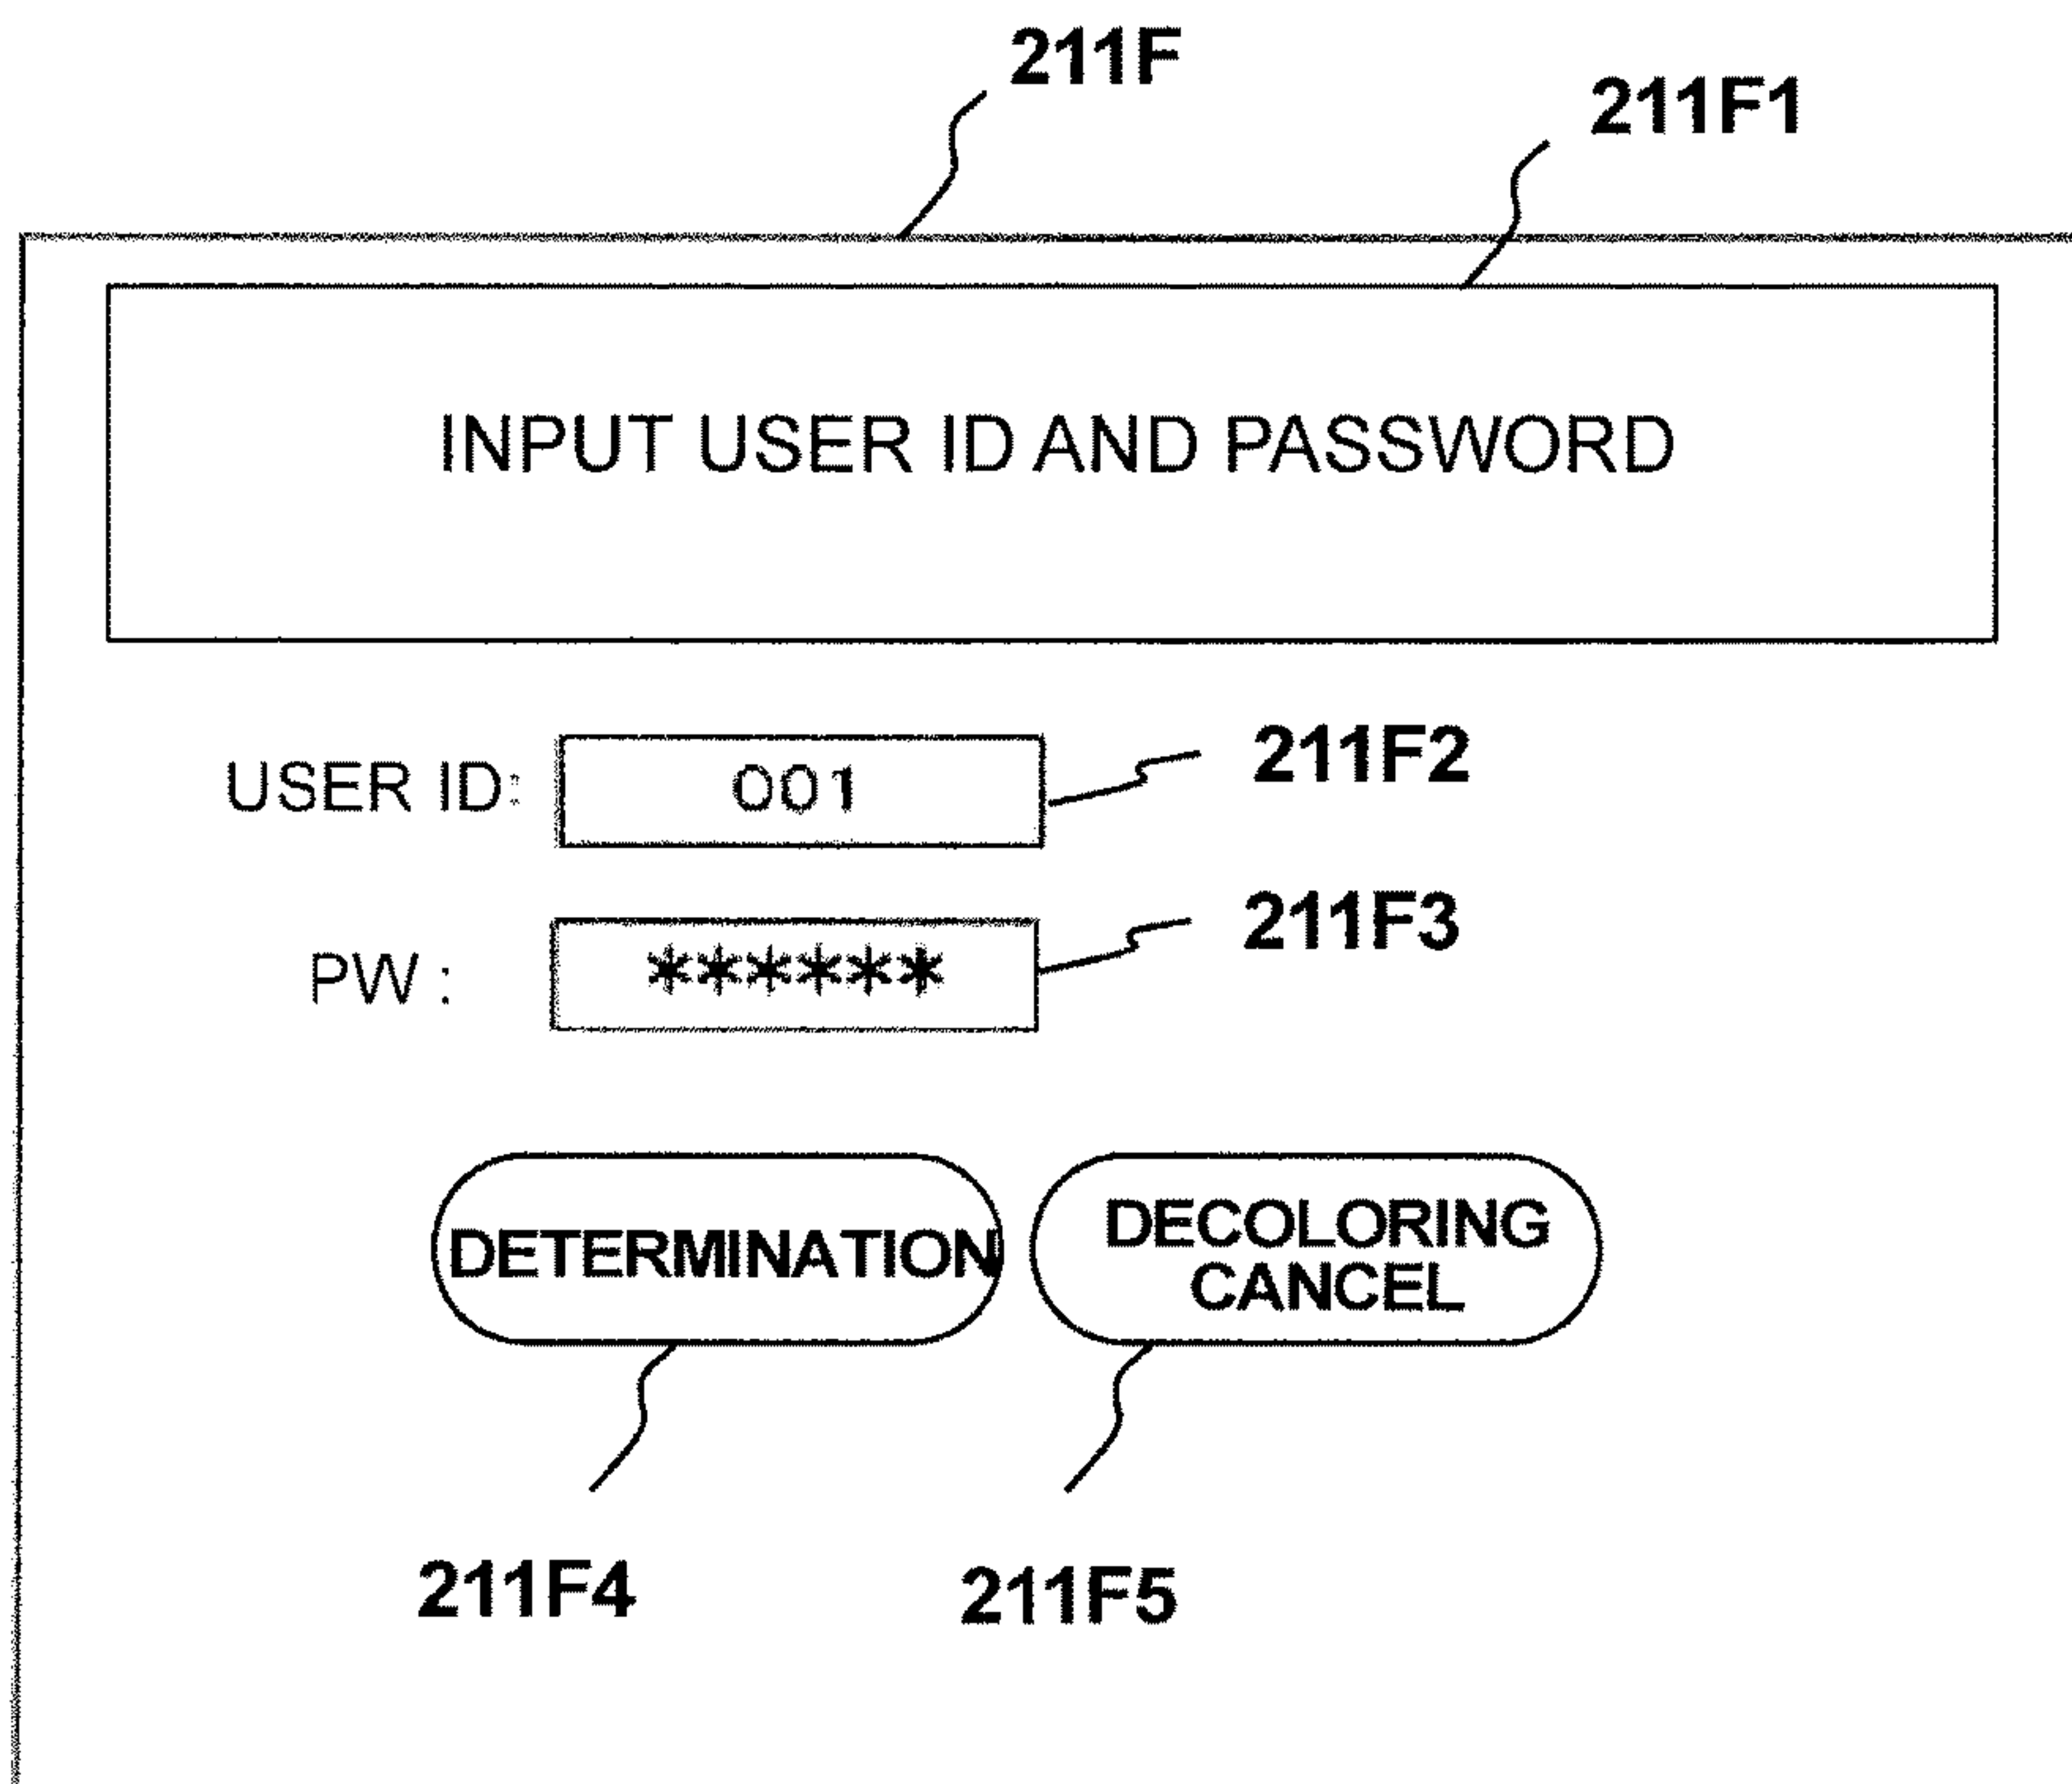 211F
211F1
INPUT USER ID AND PASSWORD
USER ID: 001 211F2
PW : ****** 211F3
DETERMINATION
DECOLORING
CANCEL
211F4 211F5